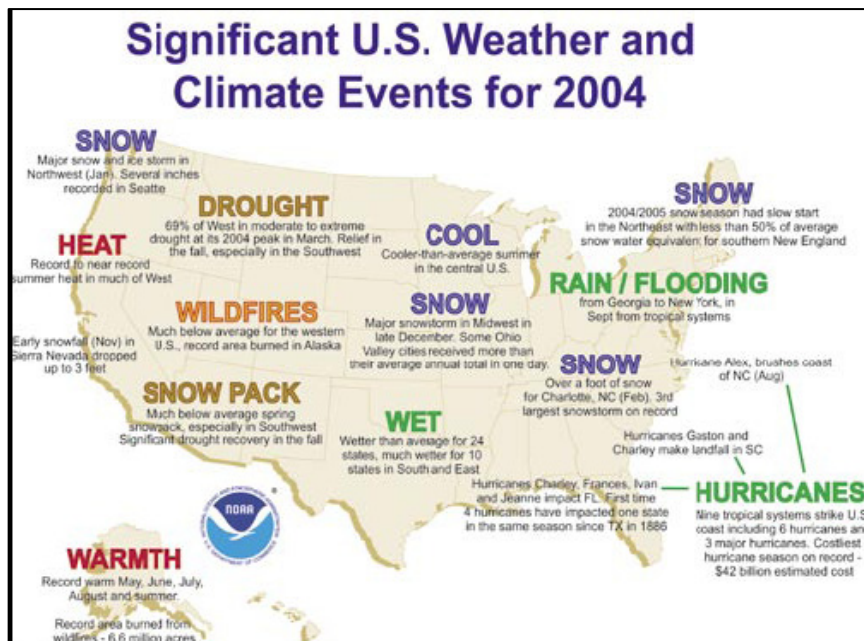 Significant U.S. Weather and
Climate Events for 2004
SNOW
Major snow and ice storm in
Northwest (Jan). Several inches
recorded in Seattle
DROUGHT
69% of West in moderate to extreme
drought at its 2004 peak in March. Relief in
the fall, especially in the Southwest
COOL
Cooler-than-average summer
in the central U.S.
SNOW
2004/2005 snow season had slow start
in the Northeast with less than 50% of average
snow water equivalent for southern New England
HEAT
Record to near record
summer heat in much of West
RAIN / FLOODING
from Georgia to New York, in
Sept from tropical systems
WILDFIRES
Much below average for the western
U.S., record area burned in Alaska
SNOW
Major snowstorm in Midwest in
late December. Some Ohio
Valley cities received more than
their average annual total in one day.
Early snowfall (Nov) in
Sierra Nevada dropped
up to 3 feet
SNOW
Over a foot of snow
for Charlotte, NC (Feb). 3rd
largest snowstorm on record
Hurricane Alex, brushes coast
of NC (Aug)
SNOW PACK
Much below average spring
snowpack, especially in Southwest
Significant drought recovery in the fall
WET
Wetter than average for 24
states, much wetter for 10
states in South and East
Hurricanes Gaston and
Charley make landfall in SC
Hurricanes Charley, Frances, Ivan
and Jeanne impact FL. First time
4 hurricanes have impacted one state
in the same season since TX in 1886
HURRICANES
Nine tropical systems strike U.S.
coast including 6 hurricanes an
3 major hurricanes. Costliest
hurricane season on record -
$42 billion estimated cost
NOAA
WARMTH
Record warm May, June, July,
August and summer.
Record area burned from
wildfires - 6.6 million acres